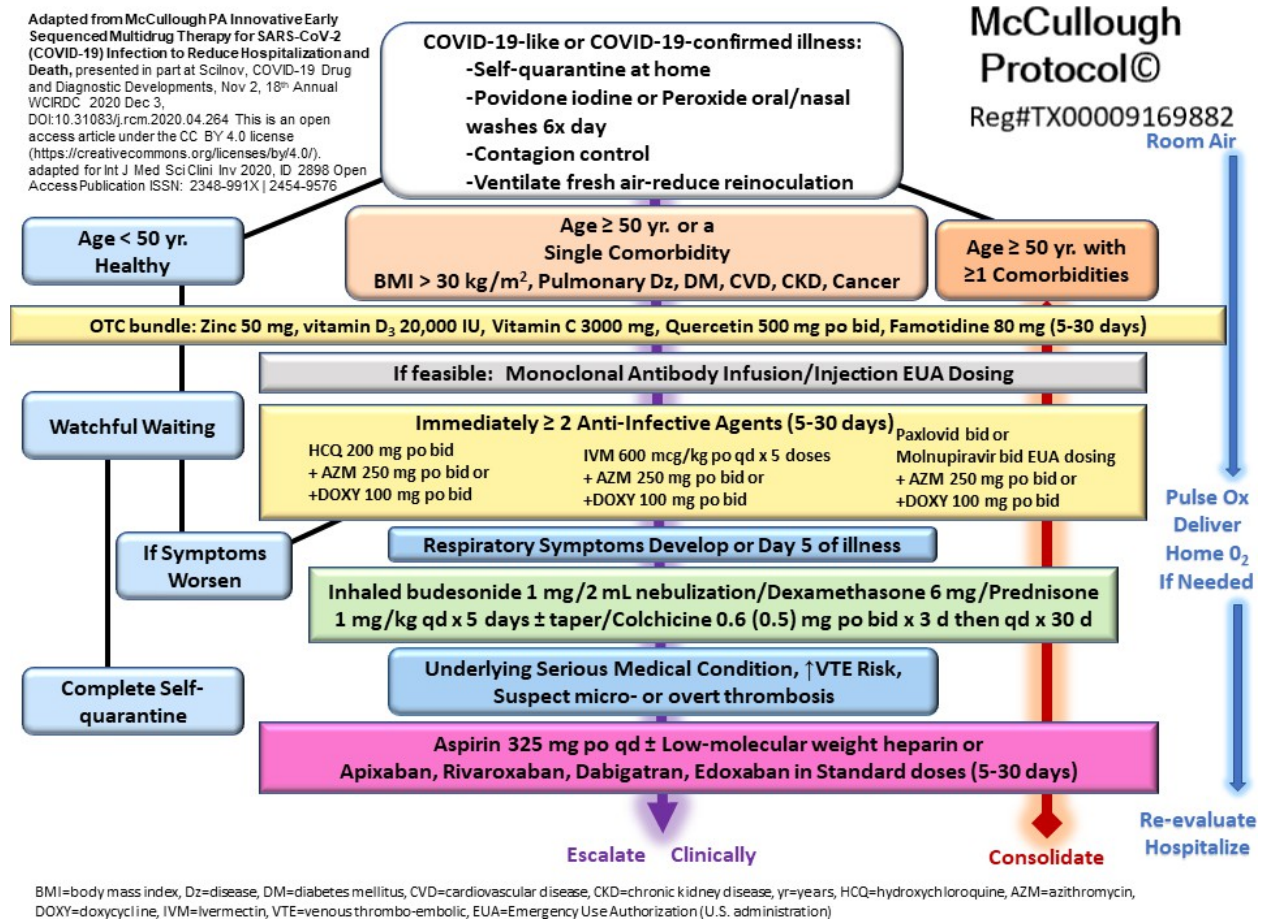 Adapted from McCullough PA Innovative Early
Sequenced Multidrug Therapy for SARS-CoV-2
(COVID-19) Infection to Reduce Hospitalization and
Death, presented in part at Scilnov, COVID-19 Drug
and Diagnostic Developments, Nov 2, 18th Annual
WCIRDC 2020 Dec 3,
DOI:10.31083/j.rcm.2020.04.264 This is an open
access article under the CC BY 4.0 license
(https://creativecommons.org/licenses/by/4.0/).
adapted for Int J Med Sci Clini Inv 2020, ID 2898 Open
Access Publication ISSN: 2348-991X | 2454-9576
McCullough
Protocol©
Reg#TX00009169882
COVID-19-like or COVID-19-confirmed illness:
-Self-quarantine at home
-Povidone iodine or Peroxide oral/nasal
washes 6x day
-Contagion control
-Ventilate fresh air-reduce reinoculation
Room Air
Age < 50 yr.
Healthy
Age ≥ 50 yr. or a
Single Comorbidity
BMI > 30 kg/m², Pulmonary Dz, DM, CVD, CKD, Cancer
Age ≥ 50 yr. with
≥1 Comorbidities
OTC bundle: Zinc 50 mg, vitamin D₃ 20,000 IU, Vitamin C 3000 mg, Quercetin 500 mg po bid, Famotidine 80 mg (5-30 days)
If feasible: Monoclonal Antibody Infusion/Injection EUA Dosing
Watchful Waiting
Immediately ≥ 2 Anti-Infective Agents (5-30 days)
HCQ 200 mg po bid
+ AZM 250 mg po bid or
+DOXY 100 mg po bid
IVM 600 mcg/kg po qd x 5 doses
+ AZM 250 mg po bid or
+DOXY 100 mg po bid
Paxlovid bid or
Molnupiravir bid EUA dosing
+ AZM 250 mg po bid or
+DOXY 100 mg po bid
Pulse Ox
Deliver
Home 0₂
If Needed
If Symptoms
Worsen
Respiratory Symptoms Develop or Day 5 of illness
Inhaled budesonide 1 mg/2 mL nebulization/Dexamethasone 6 mg/Prednisone
1 mg/kg qd x 5 days ± taper/Colchicine 0.6 (0.5) mg po bid x 3 d then qd x 30 d
Complete Self-
quarantine
Underlying Serious Medical Condition, ↑VTE Risk,
Suspect micro- or overt thrombosis
Aspirin 325 mg po qd ± Low-molecular weight heparin or
Apixaban, Rivaroxaban, Dabigatran, Edoxaban in Standard doses (5-30 days)
Escalate Clinically
Consolidate
Re-evaluate
Hospitalize
BMI=body mass index, Dz=disease, DM=diabetes mellitus, CVD=cardiovascular disease, CKD=chronic kidney disease, yr=years, HCQ=hydroxychloroquine, AZM=azithromycin,
DOXY=doxycycline, IVM=Ivermectin, VTE=venous thrombo-embolic, EUA=Emergency Use Authorization (U.S. administration)